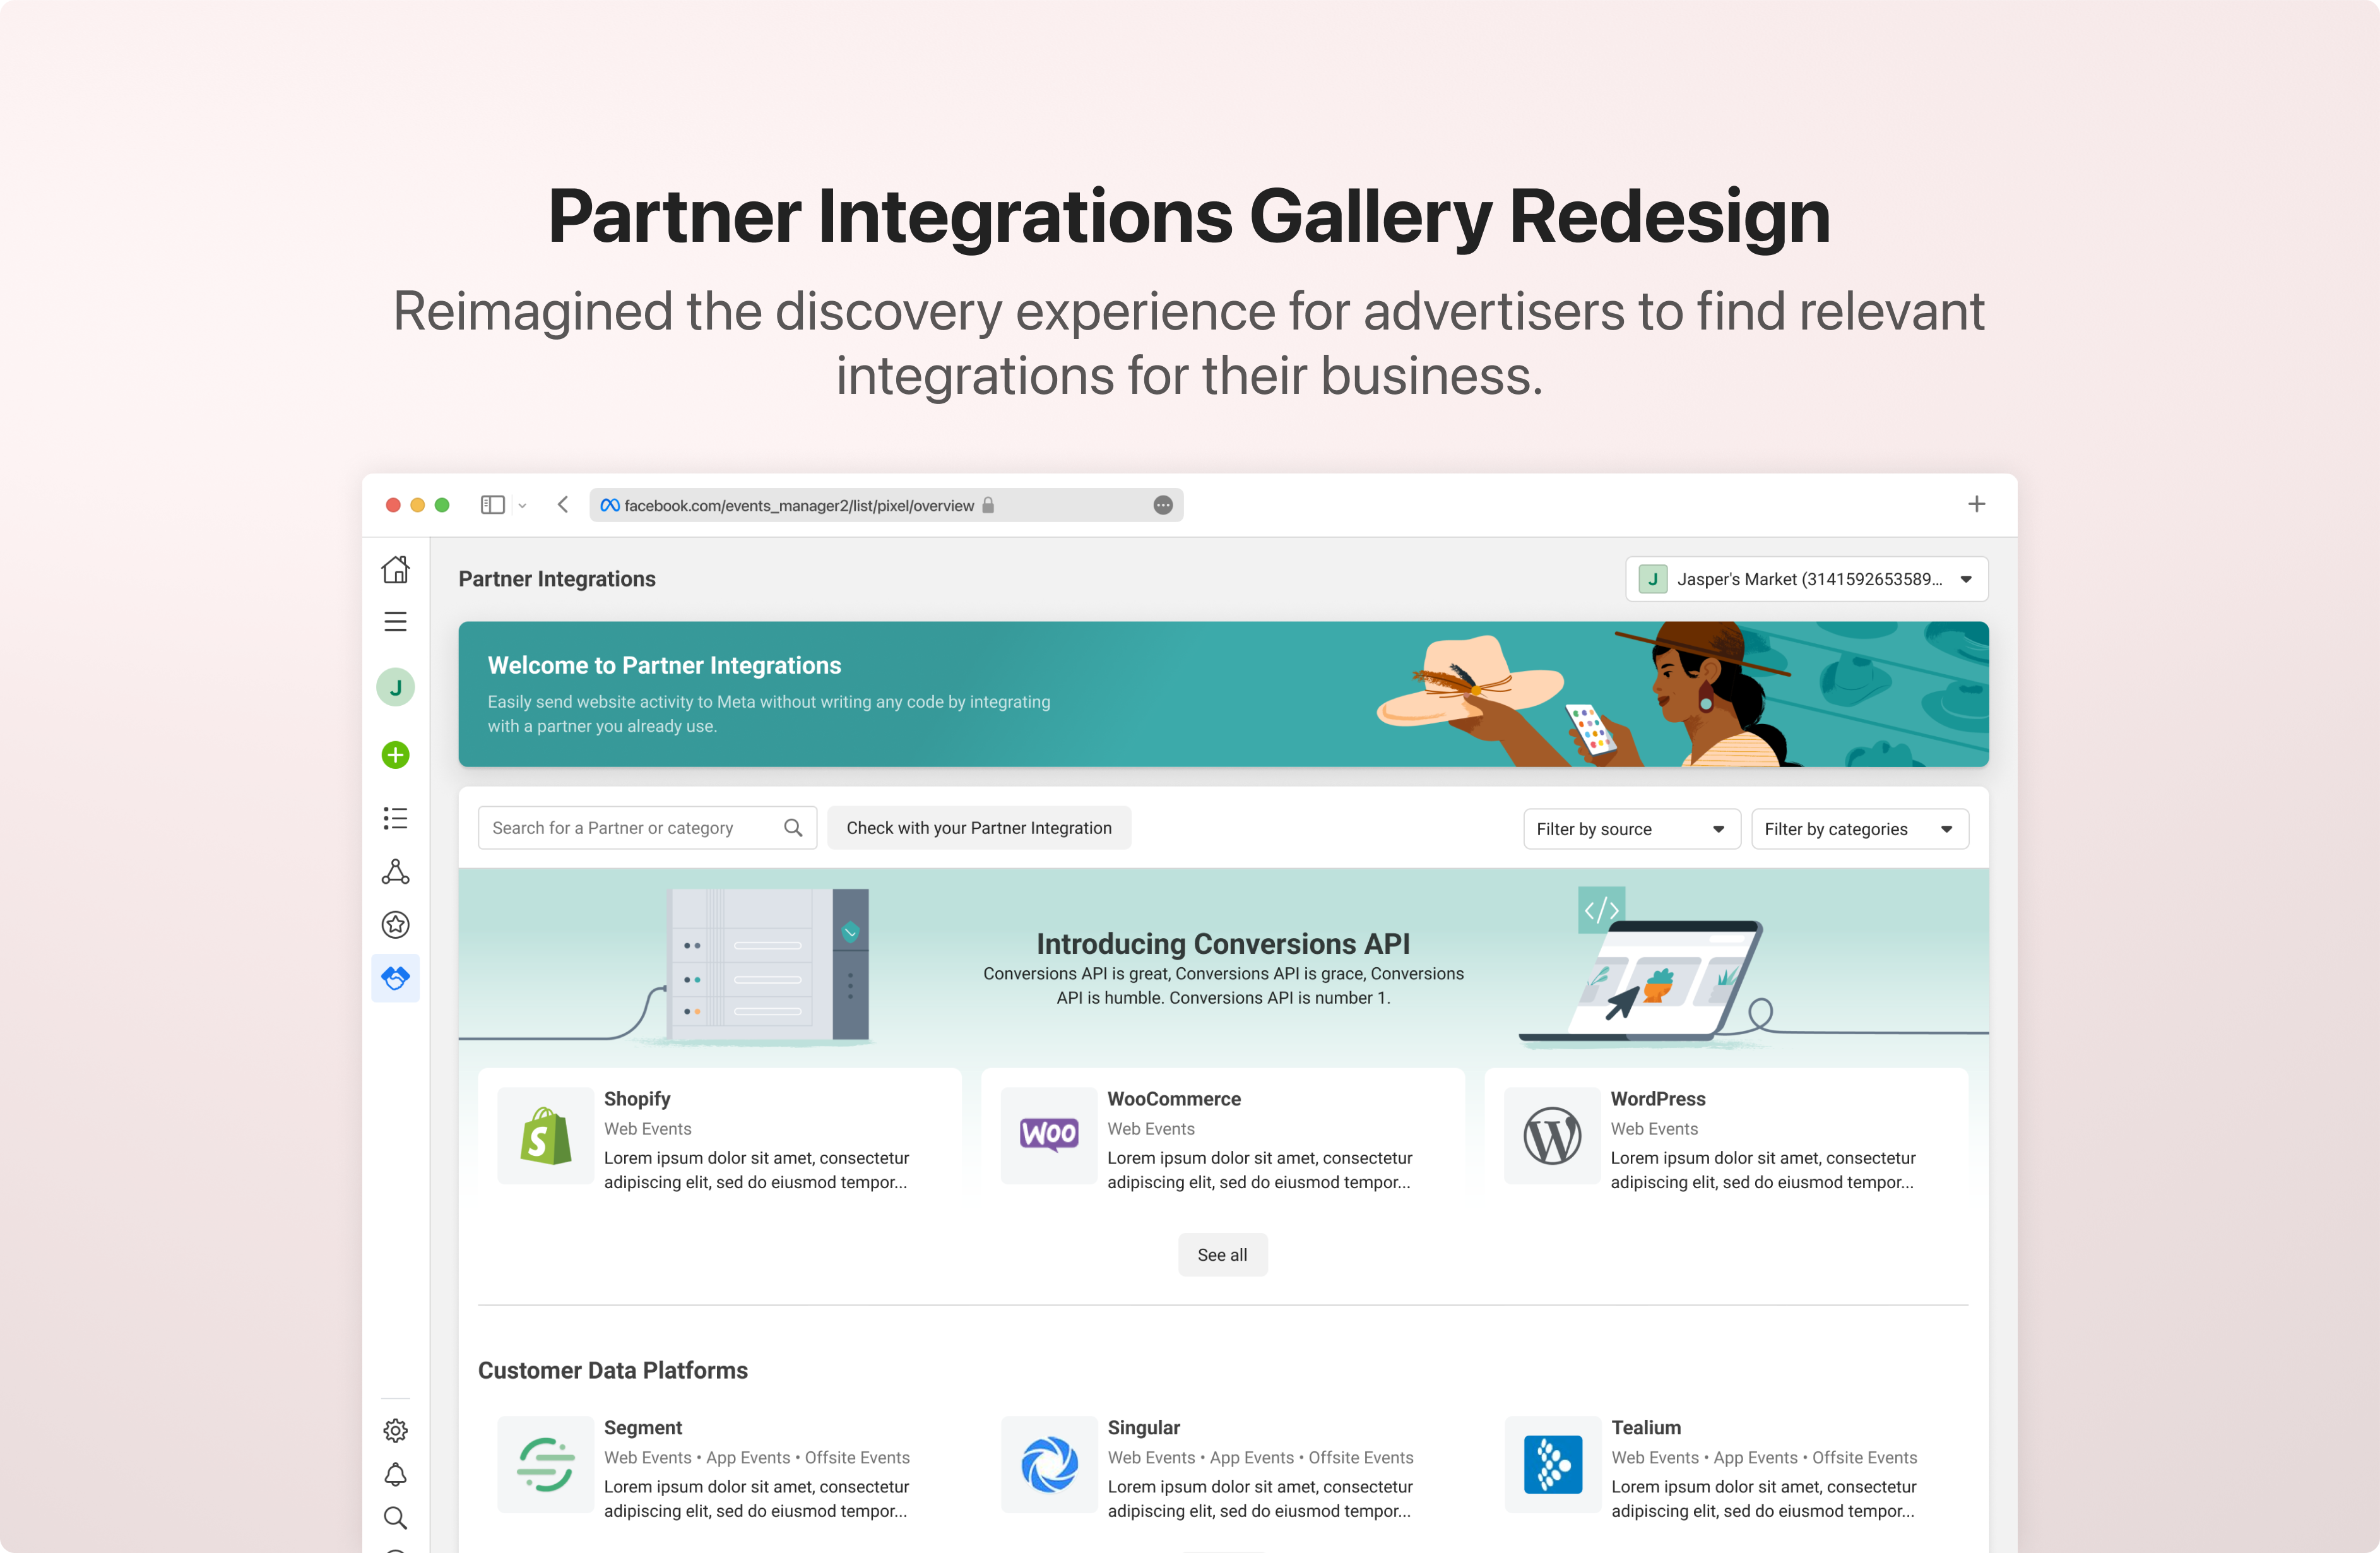 Partner Integrations Gallery Redesign
Reimagined the discovery experience for advertisers to find relevant
integrations for their business.
facebook.com/events_manager2/list/pixel/overview
Partner Integrations
J Jasper's Market (3141592653589...
Welcome to Partner Integrations
Easily send website activity to Meta without writing any code by integrating
with a partner you already use.
J
Search for a Partner or category
Check with your Partner Integration
Filter by source
Filter by categories
</>
Introducing Conversions API
Conversions API is great, Conversions API is grace, Conversions
API is humble. Conversions API is number 1.
Shopify
Web Events
Lorem ipsum dolor sit amet, consectetur
adipiscing elit, sed do eiusmod tempor...
WOO
WooCommerce
Web Events
Lorem ipsum dolor sit amet, consectetur
adipiscing elit, sed do eiusmod tempor...
WordPress
Web Events
Lorem ipsum dolor sit amet, consectetur
adipiscing elit, sed do eiusmod tempor...
See all
Customer Data Platforms
Segment
Web Events • App Events • Offsite Events
Lorem ipsum dolor sit amet, consectetur
adipiscing elit, sed do eiusmod tempor...
Singular
Web Events • App Events • Offsite Events
Lorem ipsum dolor sit amet, consectetur
adipiscing elit, sed do eiusmod tempor...
Tealium
Web Events • App Events • Offsite Events
Lorem ipsum dolor sit amet, consectetur
adipiscing elit, sed do eiusmod tempor...